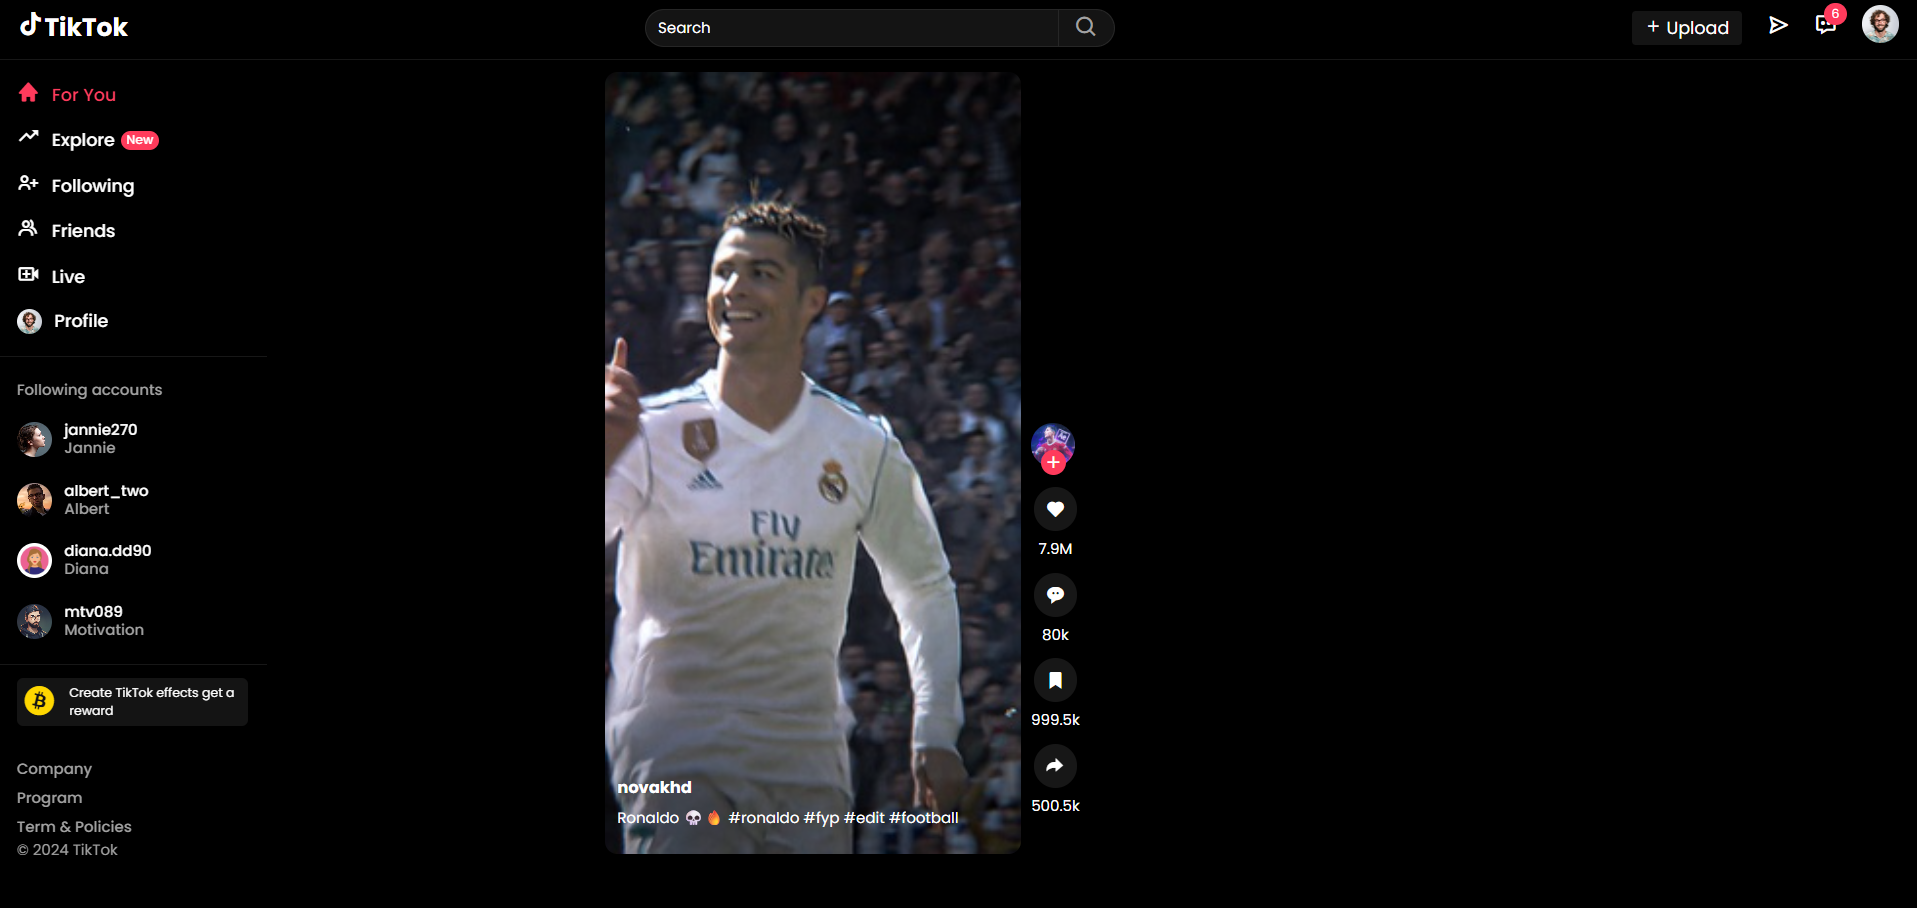 TikTok
Search
+ Upload
6
For You
Explore New
Following
Friends
Live
Profile
Following accounts
jannie270
Jannie
albert_two
Albert
diana.dd90
Diana
mtv089
Motivation
Create TikTok effects get a
reward
Company
Program
Term & Policies
© 2024 TikTok
Fly
Emirates
novakhd
Ronaldo 💀🔥 #ronaldo #fyp #edit #football
7.9M
80k
999.5k
500.5k